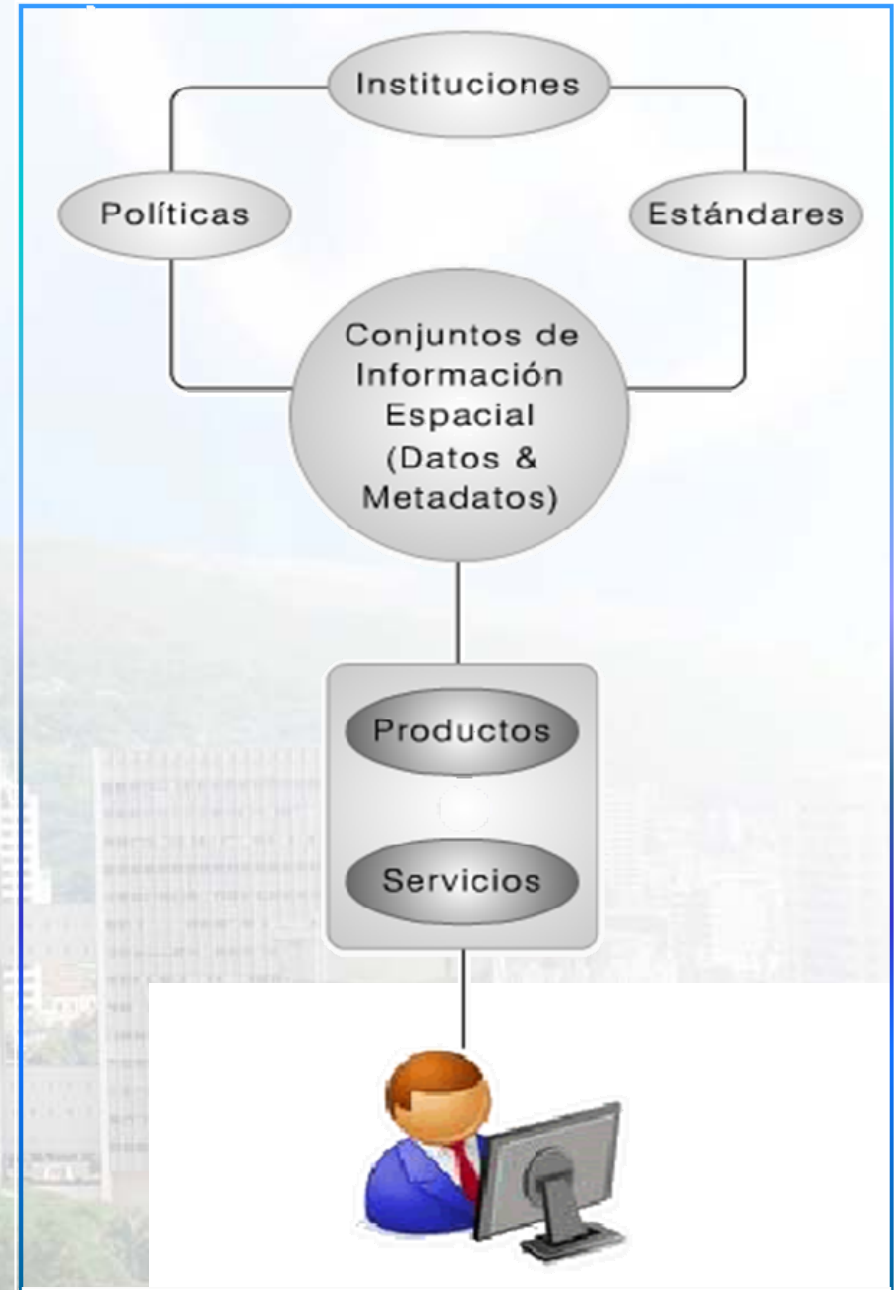 Instituciones
Políticas
Estándares
Conjuntos de
Información
Espacial
(Datos &
Metadatos)
Productos
Servicios